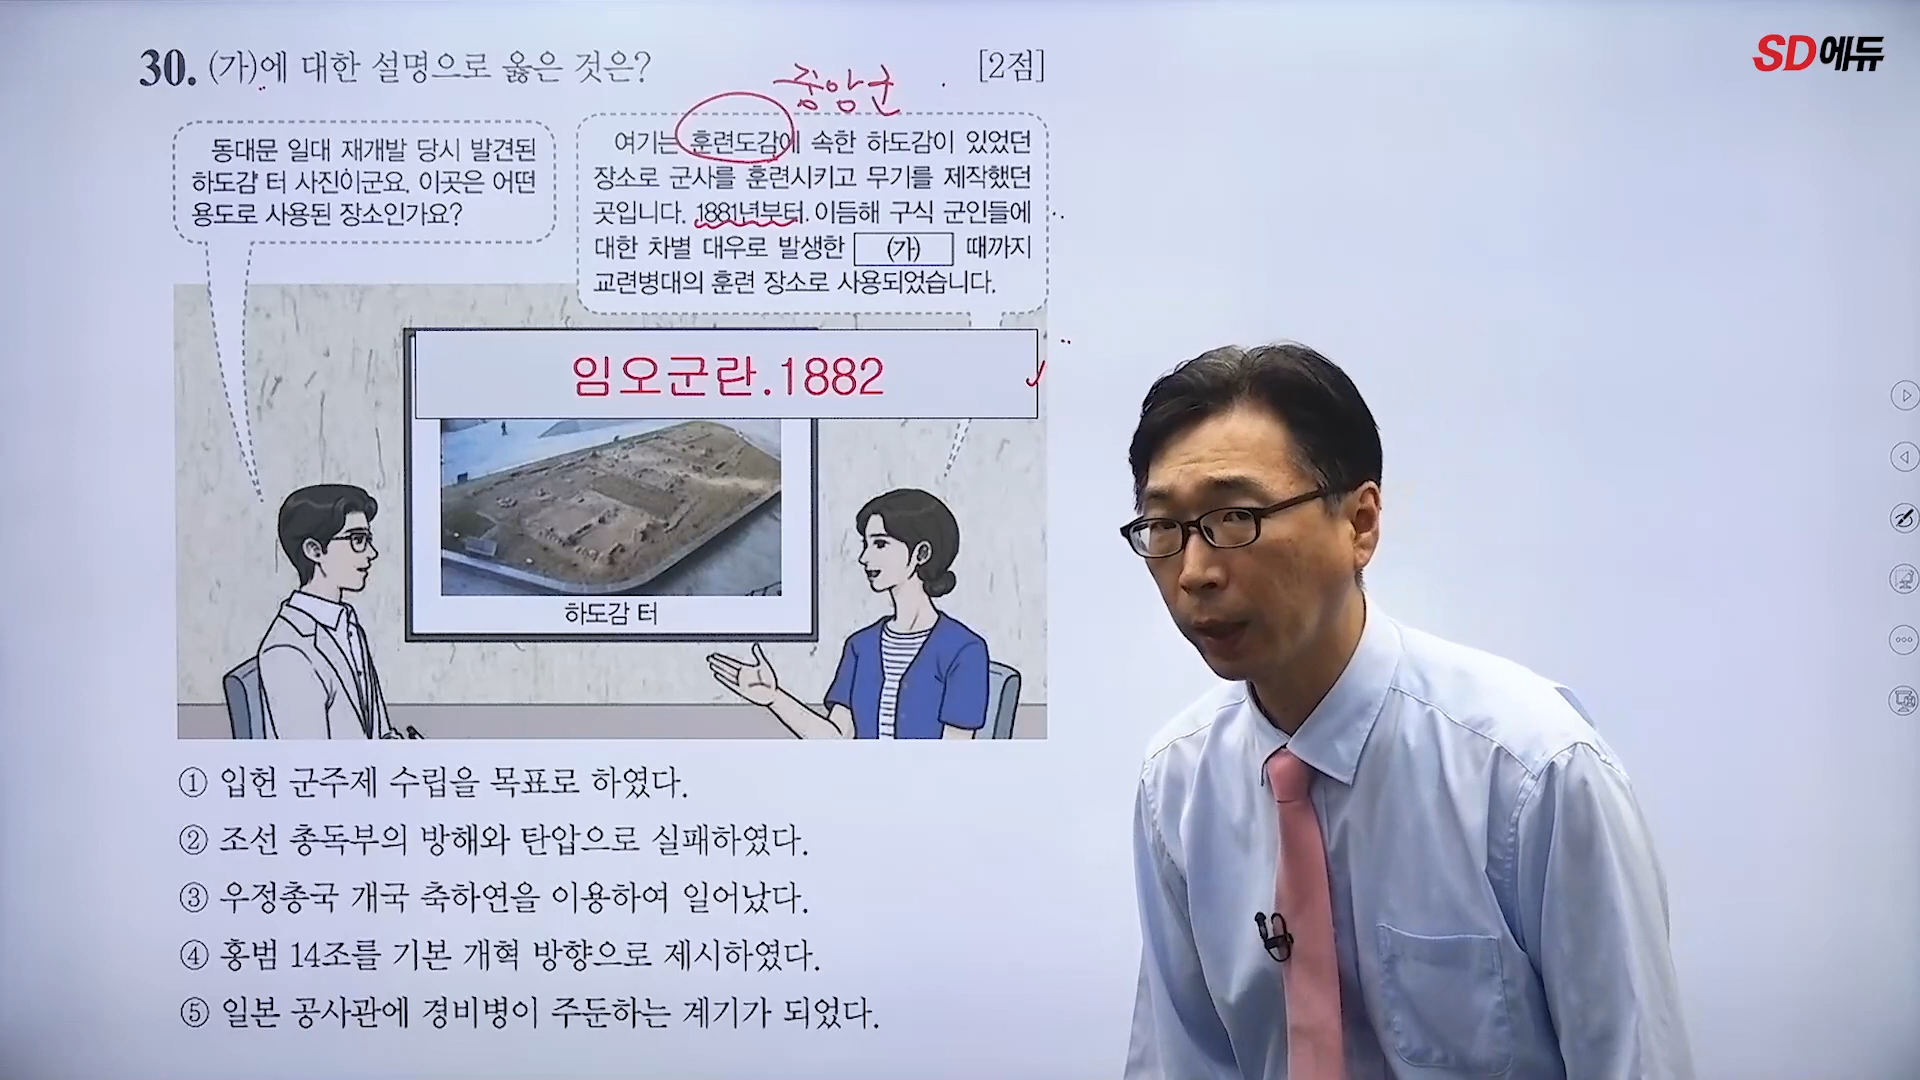 SD에듀
30. (가)에 대한 설명으로 옳은 것은? [2점]
중앙군
동대문 일대 재개발 당시 발견된
하도감 터 사진이군요. 이곳은 어떤
용도로 사용된 장소인가요?
여기는 훈련도감에 속한 하도감이 있었던
장소로 군사를 훈련시키고 무기를 제작했던
곳입니다. 1881년부터 이듬해 구식 군인들에
대한 차별 대우로 발생한 (가) 때까지
교련병대의 훈련 장소로 사용되었습니다.
임오군란.1882
하도감 터
① 입헌 군주제 수립을 목표로 하였다.
② 조선 총독부의 방해와 탄압으로 실패하였다.
③ 우정총국 개국 축하연을 이용하여 일어났다.
④ 홍범 14조를 기본 개혁 방향으로 제시하였다.
⑤ 일본 공사관에 경비병이 주둔하는 계기가 되었다.